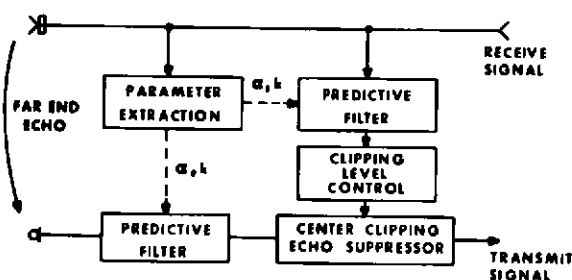 RECEIVE
SIGNAL
FAR END
ECHO
PARAMETER
EXTRACTION
α, k
PREDICTIVE
FILTER
CLIPPING
LEVEL
CONTROL
α, k
PREDICTIVE
FILTER
CENTER CLIPPING
ECHO SUPPRESSOR
TRANSMIT
SIGNAL